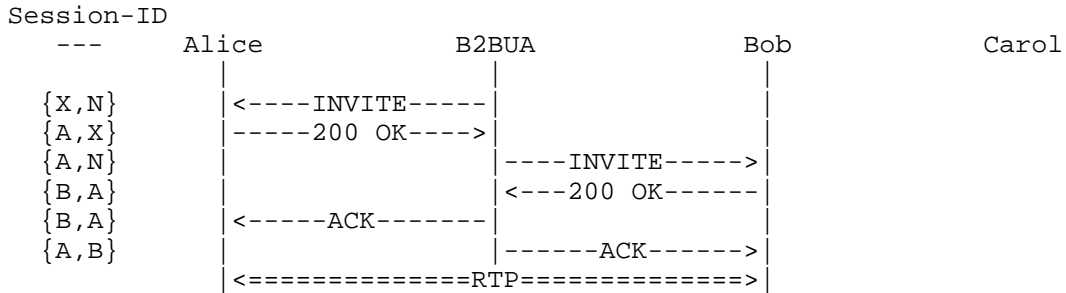 Session-ID
---     Alice            B2BUA             Bob            Carol
          |                |                |
{X,N}     |<----INVITE-----|                |
{A,X}     |-----200 OK---->|                |
{A,N}     |                |----INVITE----->|
{B,A}     |                |<---200 OK------|
{B,A}     |<-----ACK-------|                |
{A,B}     |                |------ACK------>|
          |<==============RTP==============>|